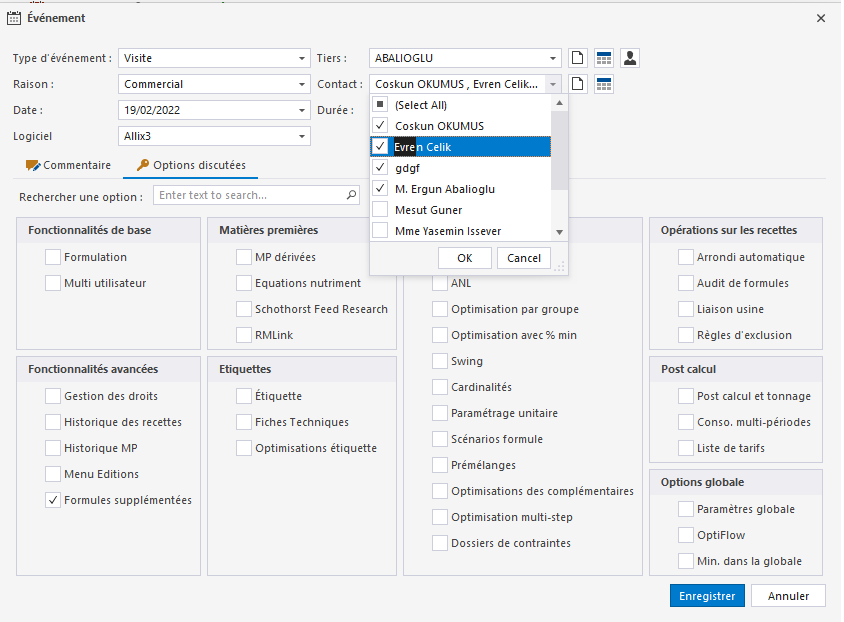 Événement
Type d'événement :
Visite
Tiers :
ABALIOGLU
Raison :
Commercial
Contact :
Coskun OKUMUS , Evren Celik...
Date :
19/02/2022
Durée :
Logiciel
Allix3
(Select All)
Coskun OKUMUS
Evren Celik
gdgf
M. Ergun Abalioglu
Mesut Guner
Mme Yasemin Issever
OK
Cancel
Commentaire
Options discutées
Rechercher une option :
Enter text to search...
Fonctionnalités de base
Formulation
Multi utilisateur
Matières premières
MP dérivées
Equations nutriment
Schothorst Feed Research
RMLink
ANL
Optimisation par groupe
Optimisation avec % min
Swing
Cardinalités
Paramétrage unitaire
Scénarios formule
Prémélanges
Optimisations des complémentaires
Optimisation multi-step
Dossiers de contraintes
Opérations sur les recettes
Arrondi automatique
Audit de formules
Liaison usine
Règles d'exclusion
Fonctionnalités avancées
Gestion des droits
Historique des recettes
Historique MP
Menu Editions
Formules supplémentées
Etiquettes
Étiquette
Fiches Techniques
Optimisations étiquette
Post calcul
Post calcul et tonnage
Conso. multi-périodes
Liste de tarifs
Options globale
Paramètres globale
OptiFlow
Min. dans la globale
Enregistrer
Annuler